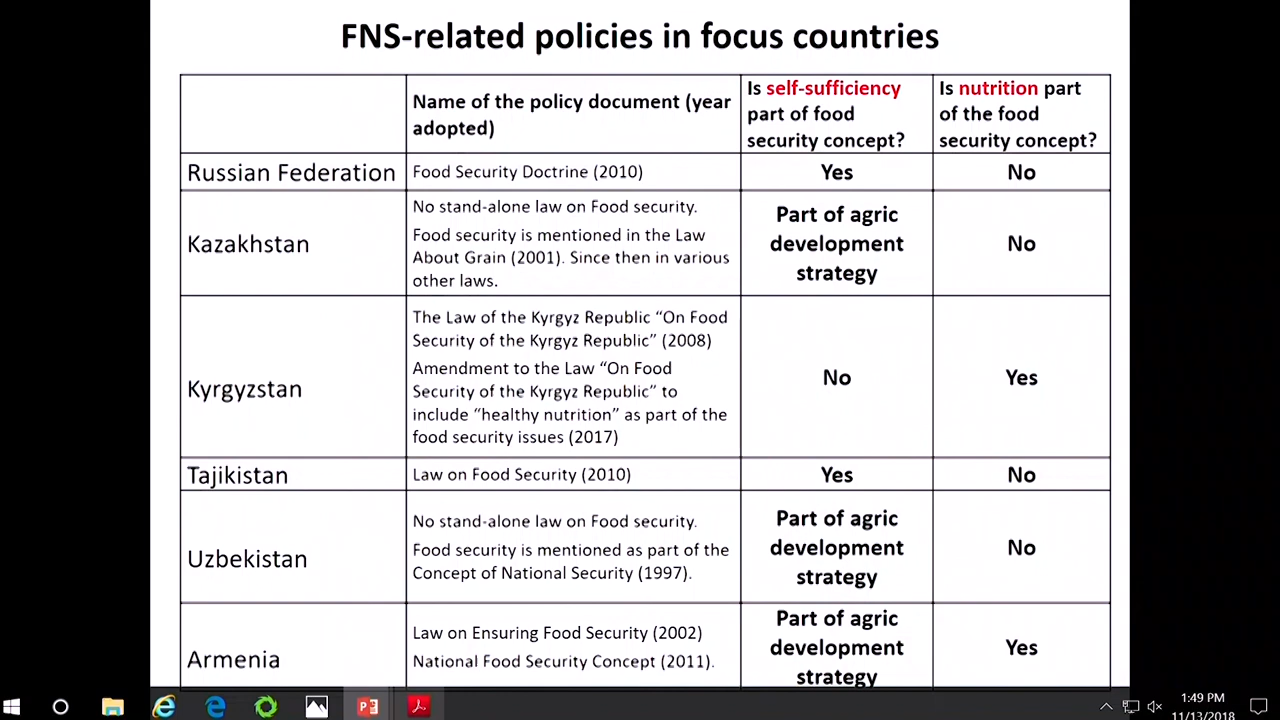 FNS-related policies in focus countries
Name of the policy document (year
adopted)
Is self-sufficiency
part of food
security concept?
Is nutrition part
of the food
security concept?
Russian Federation
Food Security Doctrine (2010)
Yes
No
Kazakhstan
No stand-alone law on Food security.
Food security is mentioned in the Law
About Grain (2001). Since then in various
other laws.
Part of agric
development
strategy
No
Kyrgyzstan
The Law of the Kyrgyz Republic “On Food
Security of the Kyrgyz Republic” (2008)
Amendment to the Law “On Food
Security of the Kyrgyz Republic” to
include “healthy nutrition” as part of the
food security issues (2017)
No
Yes
Tajikistan
Law on Food Security (2010)
Yes
No
Uzbekistan
No stand-alone law on Food security.
Food security is mentioned as part of the
Concept of National Security (1997).
Part of agric
development
strategy
No
Armenia
Law on Ensuring Food Security (2002)
National Food Security Concept (2011).
Part of agric
development
strategy
Yes
1:49 PM
11/13/2018